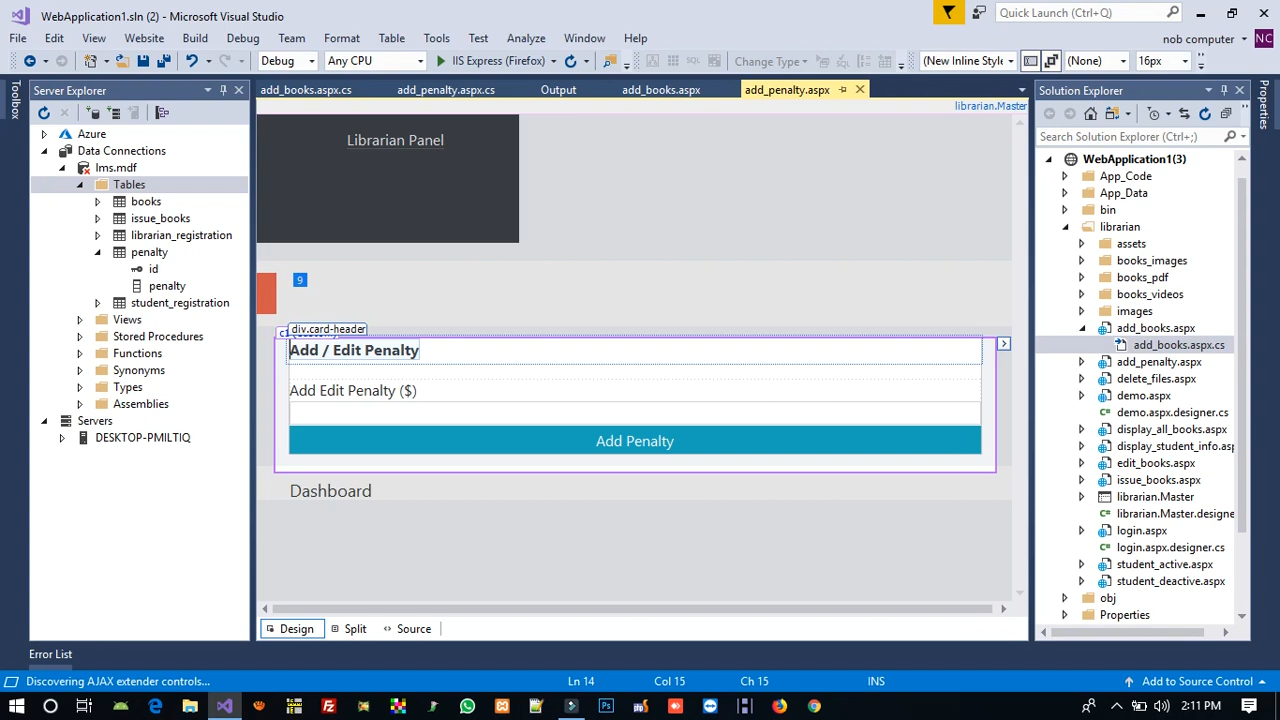 WebApplication1.sln (2) - Microsoft Visual Studio
Quick Launch (Ctrl+Q)
File Edit View Website Build Debug Team Format Table Tools Test Analyze Window Help
nob computer NC
Debug Any CPU IIS Express (Firefox) Change Type (New Inline Style (None) 16px
Toolbox
Server Explorer
Azure
Data Connections
lms.mdf
Tables
books
issue_books
librarian_registration
penalty
id
penalty
student_registration
Views
Stored Procedures
Functions
Synonyms
Types
Assemblies
Servers
DESKTOP-PMILTIQ
add_books.aspx.cs add_penalty.aspx.cs Output add_books.aspx add_penalty.aspx
librarian.Master
Librarian Panel
9
div.card-header
Add / Edit Penalty
Add Edit Penalty ($)
Add Penalty
Dashboard
Design Split Source
Solution Explorer
Search Solution Explorer (Ctrl+;)
WebApplication1(3)
App_Code
App_Data
bin
librarian
assets
books_images
books_pdf
books_videos
images
add_books.aspx
add_books.aspx.cs
add_penalty.aspx
delete_files.aspx
demo.aspx
demo.aspx.designer.cs
display_all_books.aspx
display_student_info.asp
edit_books.aspx
issue_books.aspx
librarian.Master
librarian.Master.designe
login.aspx
login.aspx.designer.cs
student_active.aspx
student_deactive.aspx
obj
Properties
Properties
Error List
Discovering AJAX extender controls... Ln 14 Col 15 Ch 15 INS Add to Source Control
2:11 PM